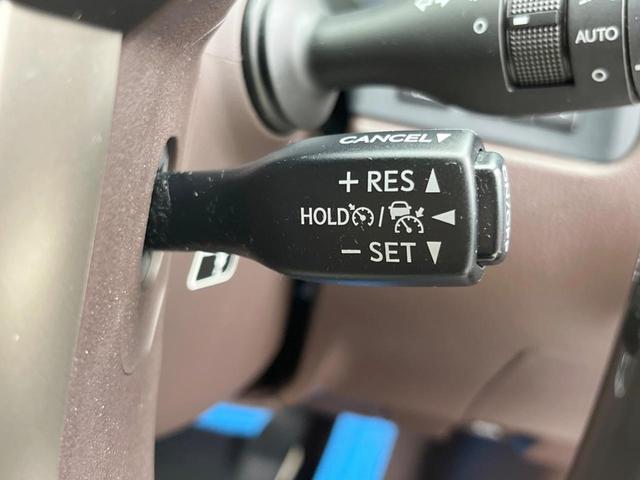 AUTO
CANCEL ▼
+ RES ▲
HOLD / ◀
− SET ▼